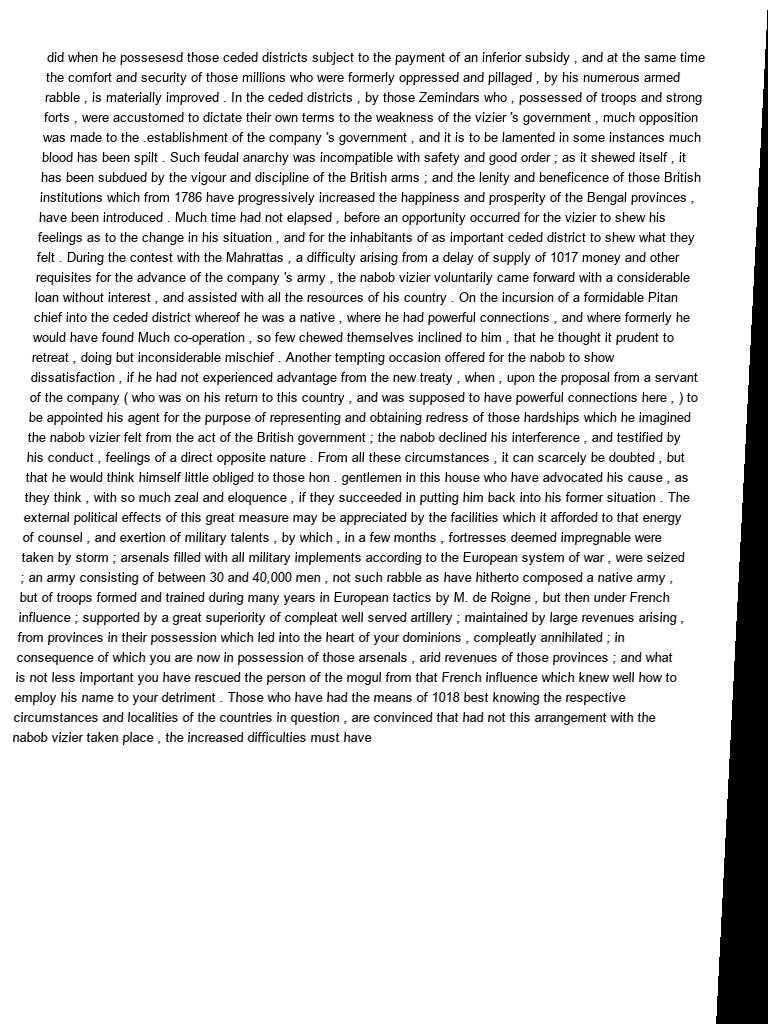 did when he possesesd those ceded districts subject to the payment of an inferior subsidy , and at the same time
the comfort and security of those millions who were formerly oppressed and pillaged , by his numerous armed
rabble , is materially improved . In the ceded districts , by those Zemindars who , possessed of troops and strong
forts , were accustomed to dictate their own terms to the weakness of the vizier 's government , much opposition
was made to the .establishment of the company 's government , and it is to be lamented in some instances much
blood has been spilt . Such feudal anarchy was incompatible with safety and good order ; as it shewed itself , it
has been subdued by the vigour and discipline of the British arms ; and the lenity and beneficence of those British
institutions which from 1786 have progressively increased the happiness and prosperity of the Bengal provinces ,
have been introduced . Much time had not elapsed , before an opportunity occurred for the vizier to shew his
feelings as to the change in his situation , and for the inhabitants of as important ceded district to shew what they
felt . During the contest with the Mahrattas , a difficulty arising from a delay of supply of 1017 money and other
requisites for the advance of the company 's army , the nabob vizier voluntarily came forward with a considerable
loan without interest , and assisted with all the resources of his country . On the incursion of a formidable Pitan
chief into the ceded district whereof he was a native , where he had powerful connections , and where formerly he
would have found Much co-operation , so few chewed themselves inclined to him , that he thought it prudent to
retreat , doing but inconsiderable mischief . Another tempting occasion offered for the nabob to show
dissatisfaction , if he had not experienced advantage from the new treaty , when , upon the proposal from a servant
of the company ( who was on his return to this country , and was supposed to have powerful connections here , ) to
be appointed his agent for the purpose of representing and obtaining redress of those hardships which he imagined
the nabob vizier felt from the act of the British government ; the nabob declined his interference , and testified by
his conduct , feelings of a direct opposite nature . From all these circumstances , it can scarcely be doubted , but
that he would think himself little obliged to those hon . gentlemen in this house who have advocated his cause , as
they think , with so much zeal and eloquence , if they succeeded in putting him back into his former situation . The
external political effects of this great measure may be appreciated by the facilities which it afforded to that energy
of counsel , and exertion of military talents , by which , in a few months , fortresses deemed impregnable were
taken by storm ; arsenals filled with all military implements according to the European system of war , were seized
; an army consisting of between 30 and 40,000 men , not such rabble as have hitherto composed a native army ,
but of troops formed and trained during many years in European tactics by M. de Roigne , but then under French
influence ; supported by a great superiority of compleat well served artillery ; maintained by large revenues arising ,
from provinces in their possession which led into the heart of your dominions , compleatly annihilated ; in
consequence of which you are now in possession of those arsenals , arid revenues of those provinces ; and what
is not less important you have rescued the person of the mogul from that French influence which knew well how to
employ his name to your detriment . Those who have had the means of 1018 best knowing the respective
circumstances and localities of the countries in question , are convinced that had not this arrangement with the
nabob vizier taken place , the increased difficulties must have